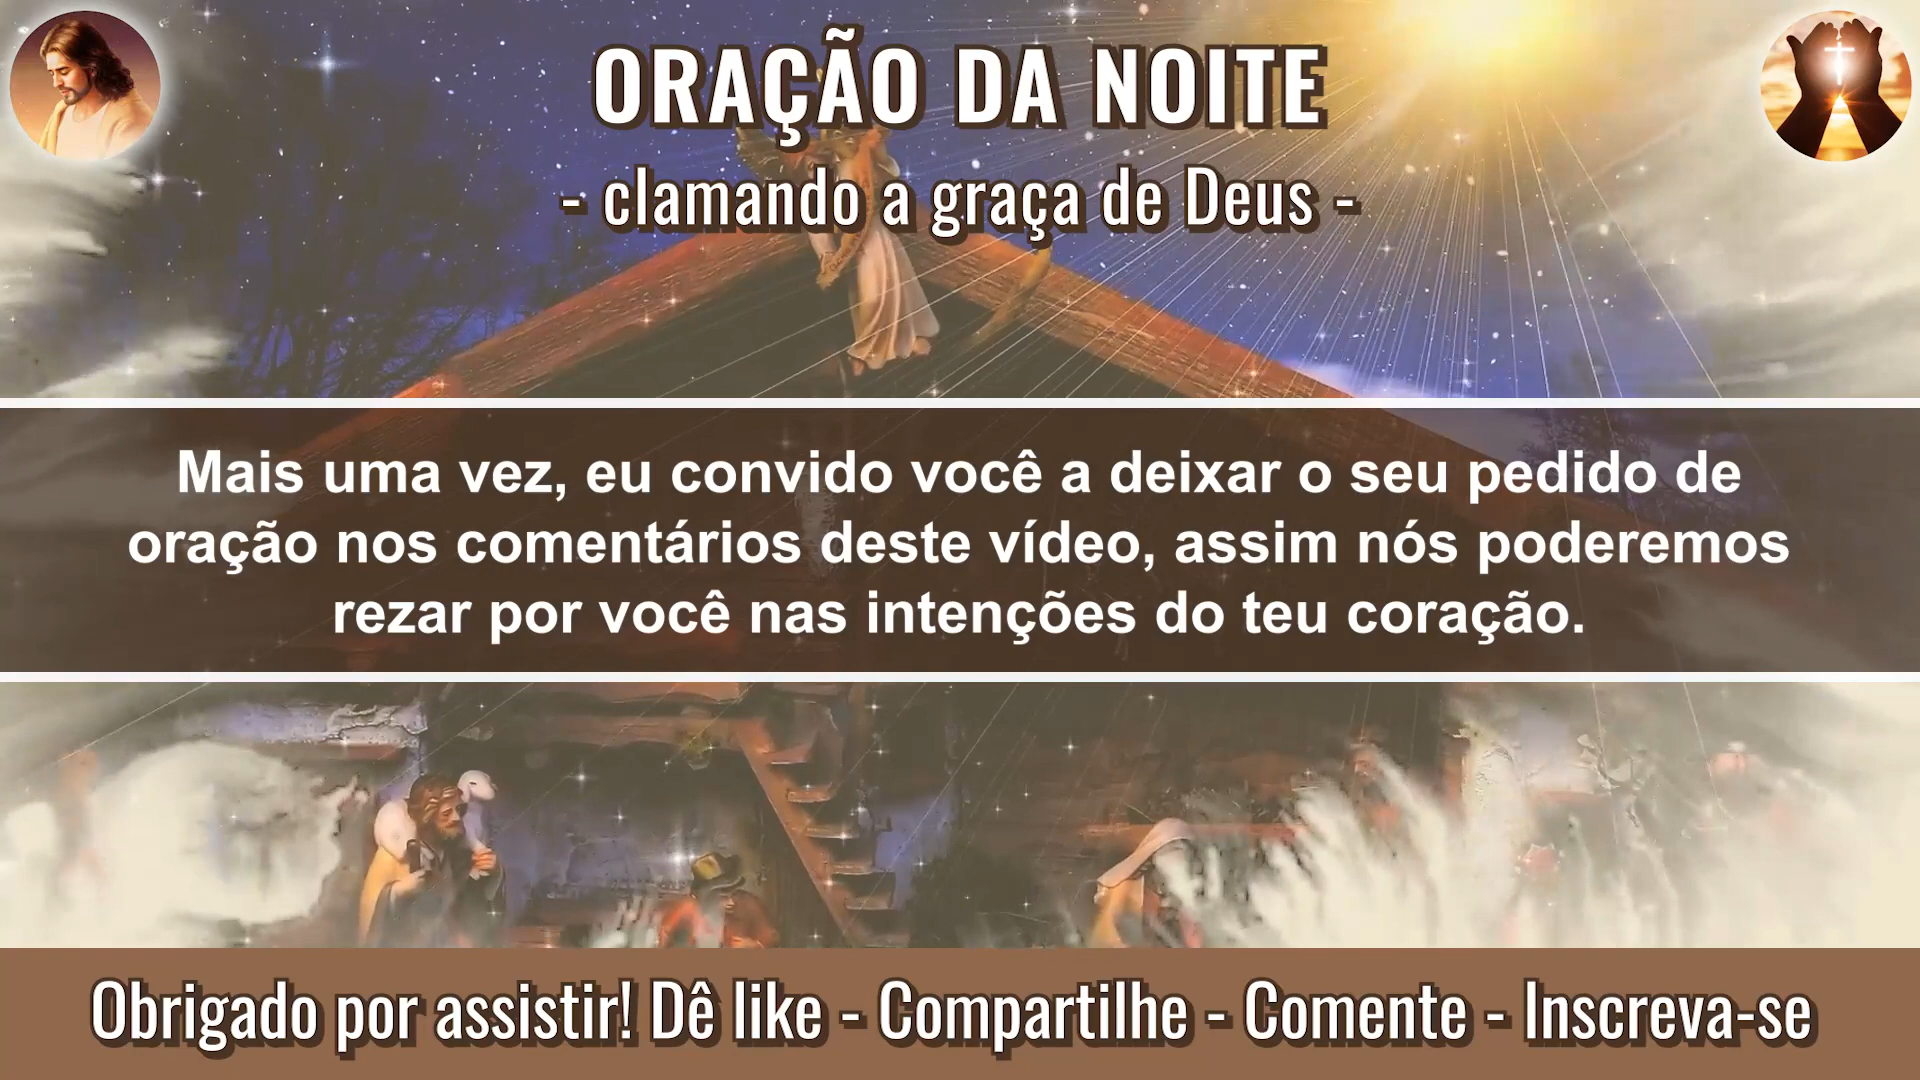 ORAÇÃO DA NOITE
- clamando a graça de Deus -
Mais uma vez, eu convido você a deixar o seu pedido de
oração nos comentários deste vídeo, assim nós poderemos
rezar por você nas intenções do teu coração.
Obrigado por assistir! Dê like - Compartilhe - Comente - Inscreva-se